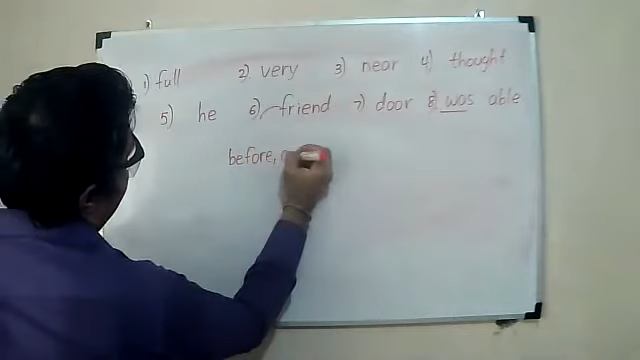 1) full 2) very 3) near 4) thought
5) he 6) friend 7) door 8) was able
before,